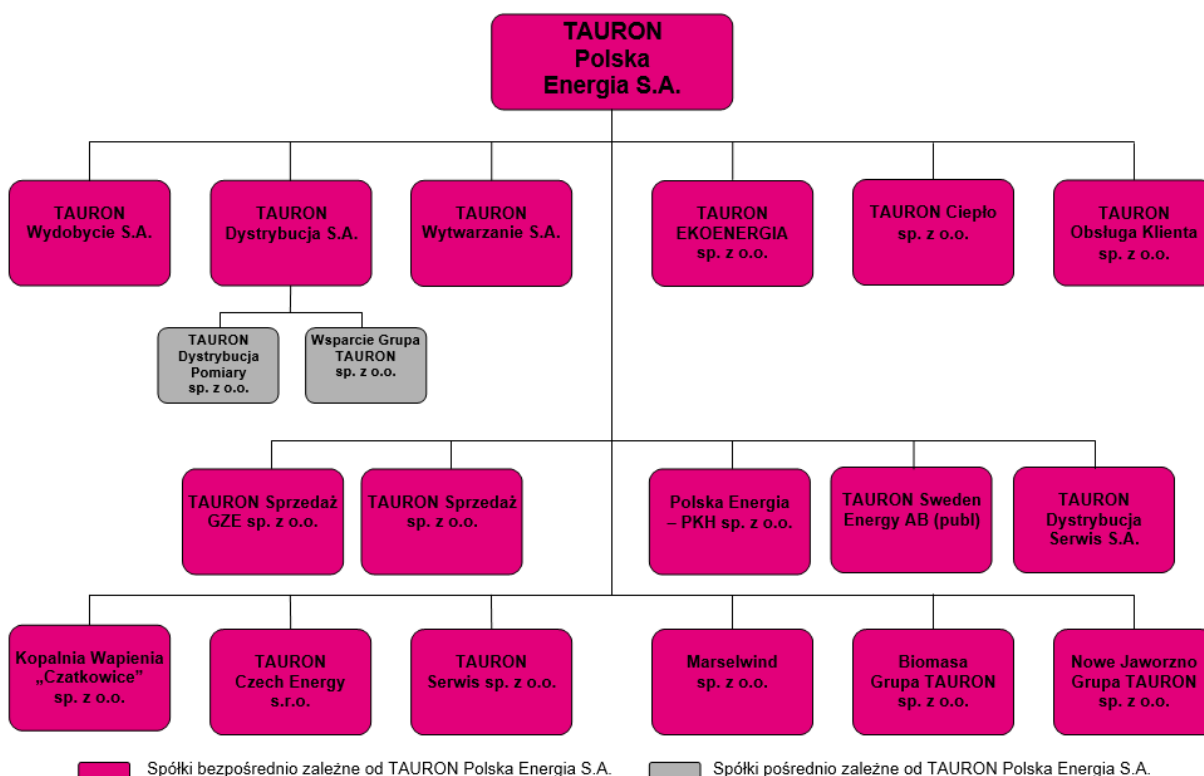 TAURON
Polska
Energia S.A.
TAURON
Wydobycie S.A.
TAURON
Dystrybucja S.A.
TAURON
Wytwarzanie S.A.
TAURON
EKOENERGIA
sp. z o.o.
TAURON Ciepło
sp. z o.o.
TAURON
Obsługa Klienta
sp. z o.o.
TAURON
Dystrybucja
Pomiary
sp. z o.o.
Wsparcie Grupa
TAURON
sp. z o.o.
TAURON Sprzedaż
GZE sp. z o.o.
TAURON Sprzedaż
sp. z o.o.
Polska Energia
– PKH sp. z o.o.
TAURON Sweden
Energy AB (publ)
TAURON
Dystrybucja
Serwis S.A.
Kopalnia Wapienia
„Czatkowice”
sp. z o.o.
TAURON
Czech Energy
s.r.o.
TAURON
Serwis sp. z o.o.
Marselwind
sp. z o.o.
Biomasa
Grupa TAURON
sp. z o.o.
Nowe Jaworzno
Grupa TAURON
sp. z o.o.
Spółki bezpośrednio zależne od TAURON Polska Energia S.A.
Spółki pośrednio zależne od TAURON Polska Energia S.A.